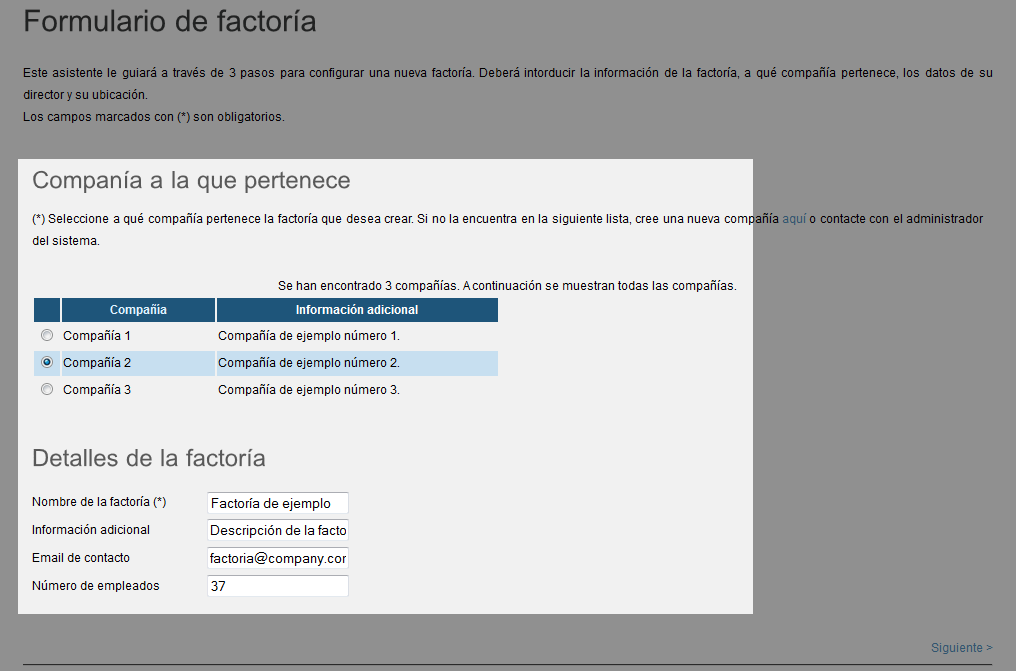 Formulario de factoría
Este asistente le guiará a través de 3 pasos para configurar una nueva factoría. Deberá intorducir la información de la factoría, a qué compañía pertenece, los datos de su
director y su ubicación.
Los campos marcados con (*) son obligatorios.
Companía a la que pertenece
(*) Seleccione a qué compañía pertenece la factoría que desea crear. Si no la encuentra en la siguiente lista, cree una nueva compañía aquí o contacte con el administrador
del sistema.
Se han encontrado 3 compañías. A continuación se muestran todas las compañías.
Compañia Información adicional
Compañía 1 Compañía de ejemplo número 1.
Compañía 2 Compañía de ejemplo número 2.
Compañía 3 Compañía de ejemplo número 3.
Detalles de la factoría
Nombre de la factoría (*) Factoría de ejemplo
Información adicional Descripción de la facto
Email de contacto factoria@company.cor
Número de empleados 37
Siguiente >